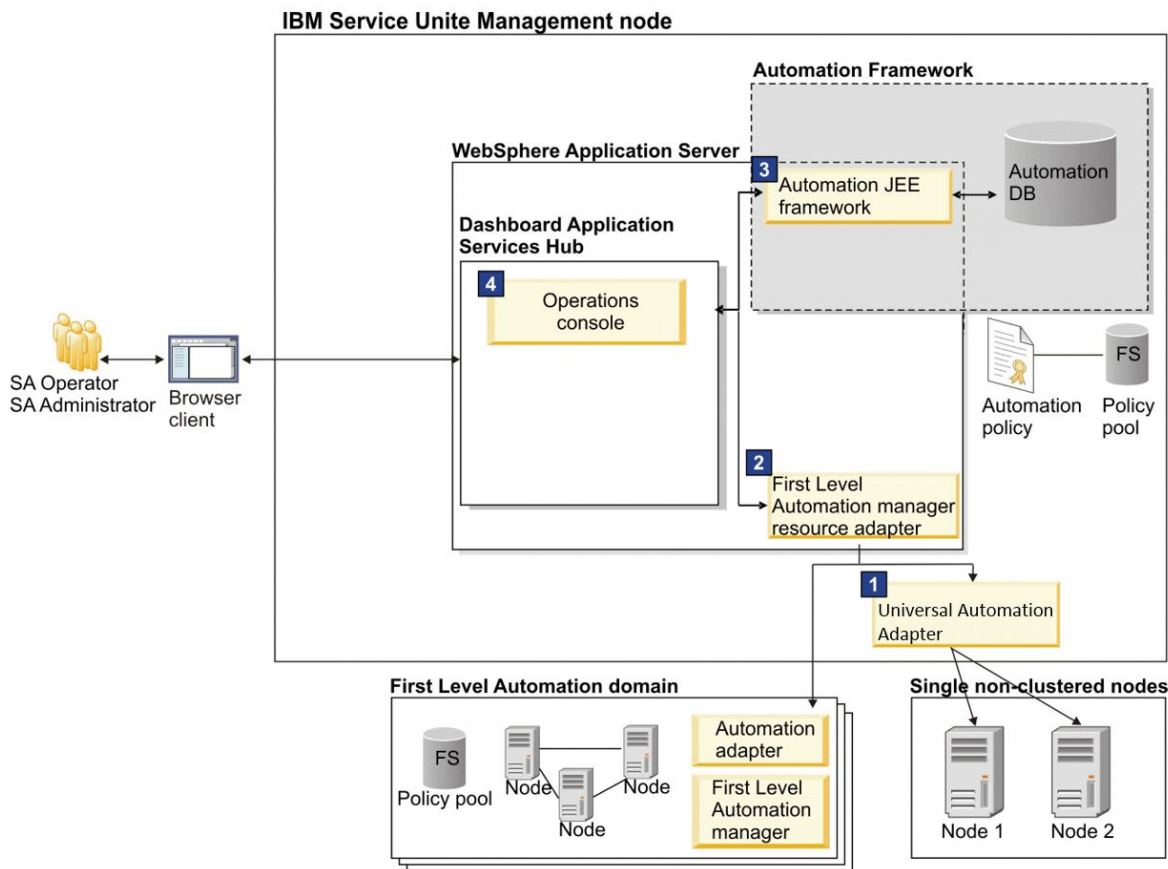 IBM Service Unite Management node
Automation Framework
WebSphere Application Server
3
Automation JEE
framework
Automation
DB
Dashboard Application
Services Hub
4
Operations
console
SA Operator
SA Administrator
Browser
client
Automation
policy
FS
Policy
pool
2
First Level
Automation manager
resource adapter
1
Universal Automation
Adapter
First Level Automation domain
FS
Policy pool
Node
Node
Node
Automation
adapter
First Level
Automation
manager
Single non-clustered nodes
Node 1
Node 2